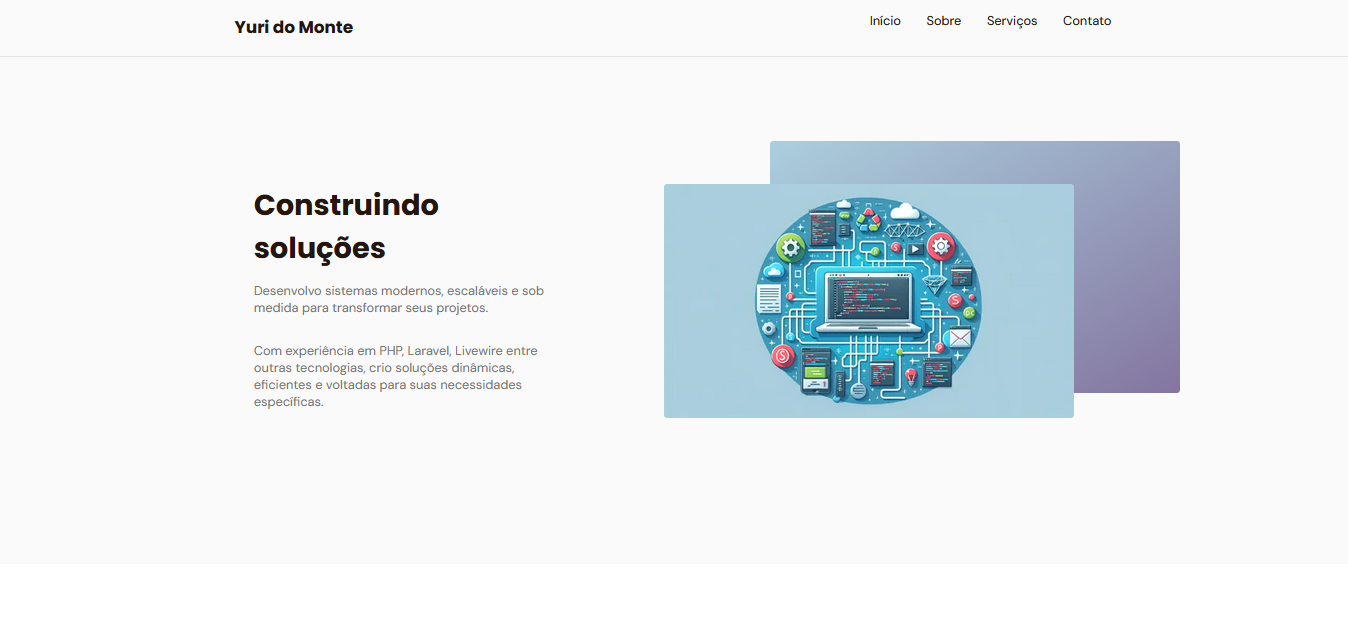 Yuri do Monte
Início Sobre Serviços Contato
Construindo
soluções
Desenvolvo sistemas modernos, escaláveis e sob
medida para transformar seus projetos.
Com experiência em PHP, Laravel, Livewire entre
outras tecnologias, crio soluções dinâmicas,
eficientes e voltadas para suas necessidades
específicas.